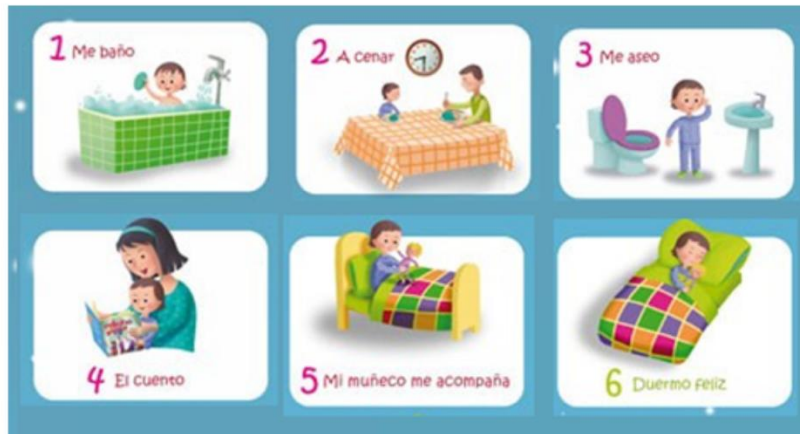 1 Me baño
2 A cenar
3 Me aseo
4 El cuento
5 Mi muñeco me acompaña
6 Duermo feliz